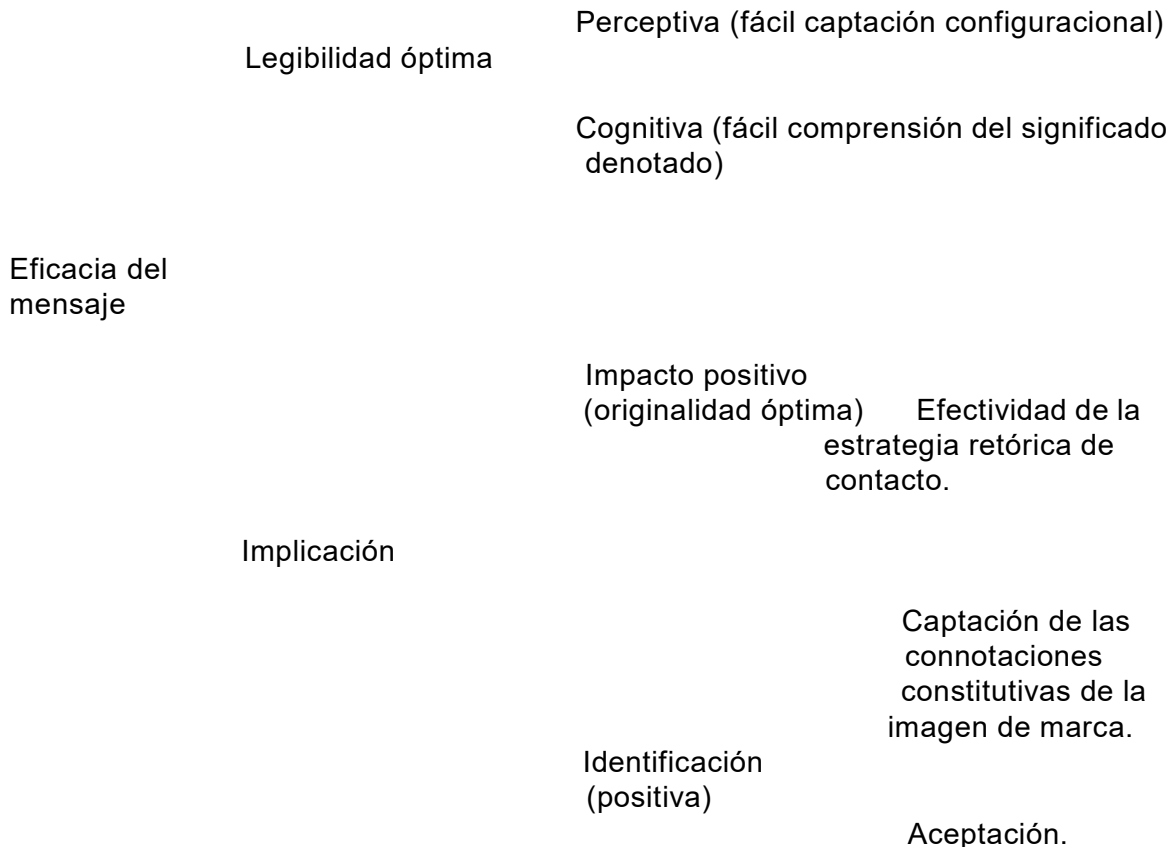 Perceptiva (fácil captación configuracional)
Legibilidad óptima
Cognitiva (fácil comprensión del significado
denotado)
Eficacia del
mensaje
Impacto positivo
(originalidad óptima) Efectividad de la
estrategia retórica de
contacto.
Implicación
Captación de las
connotaciones
constitutivas de la
imagen de marca.
Identificación
(positiva)
Aceptación.